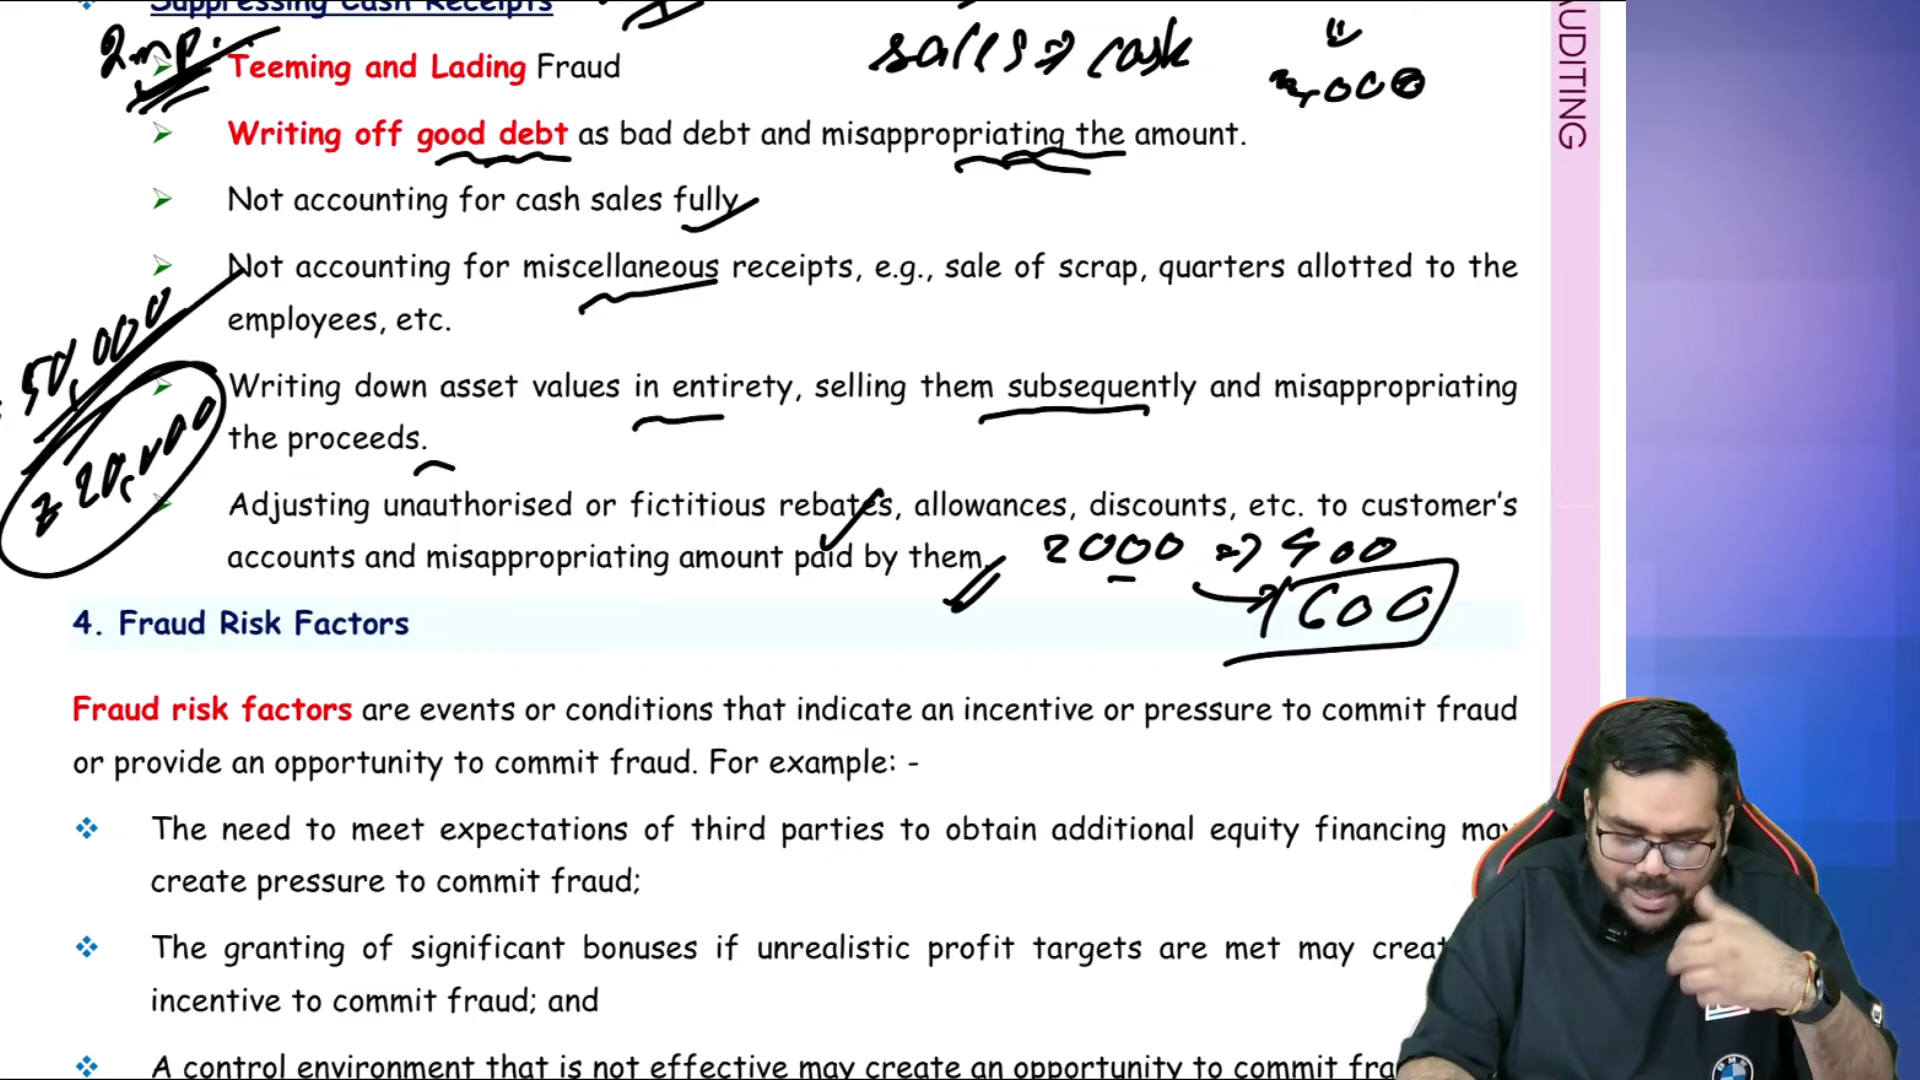 Suppressing Cash Receipts
Imp.
sales => cash
Teeming and Lading Fraud
Writing off good debt as bad debt and misappropriating the amount.
Not accounting for cash sales fully
Not accounting for miscellaneous receipts, e.g., sale of scrap, quarters allotted to the
employees, etc.
50,000
Writing down asset values in entirety, selling them subsequently and misappropriating
the proceeds.
20,000
Adjusting unauthorised or fictitious rebates, allowances, discounts, etc. to customer's
accounts and misappropriating amount paid by them.
2000 => 400
1600
4. Fraud Risk Factors
Fraud risk factors are events or conditions that indicate an incentive or pressure to commit fraud
or provide an opportunity to commit fraud. For example: -
The need to meet expectations of third parties to obtain additional equity financing may
create pressure to commit fraud;
The granting of significant bonuses if unrealistic profit targets are met may creat
incentive to commit fraud; and
A control environment that is not effective may create an opportunity to commit fra
AUDITING
BMW